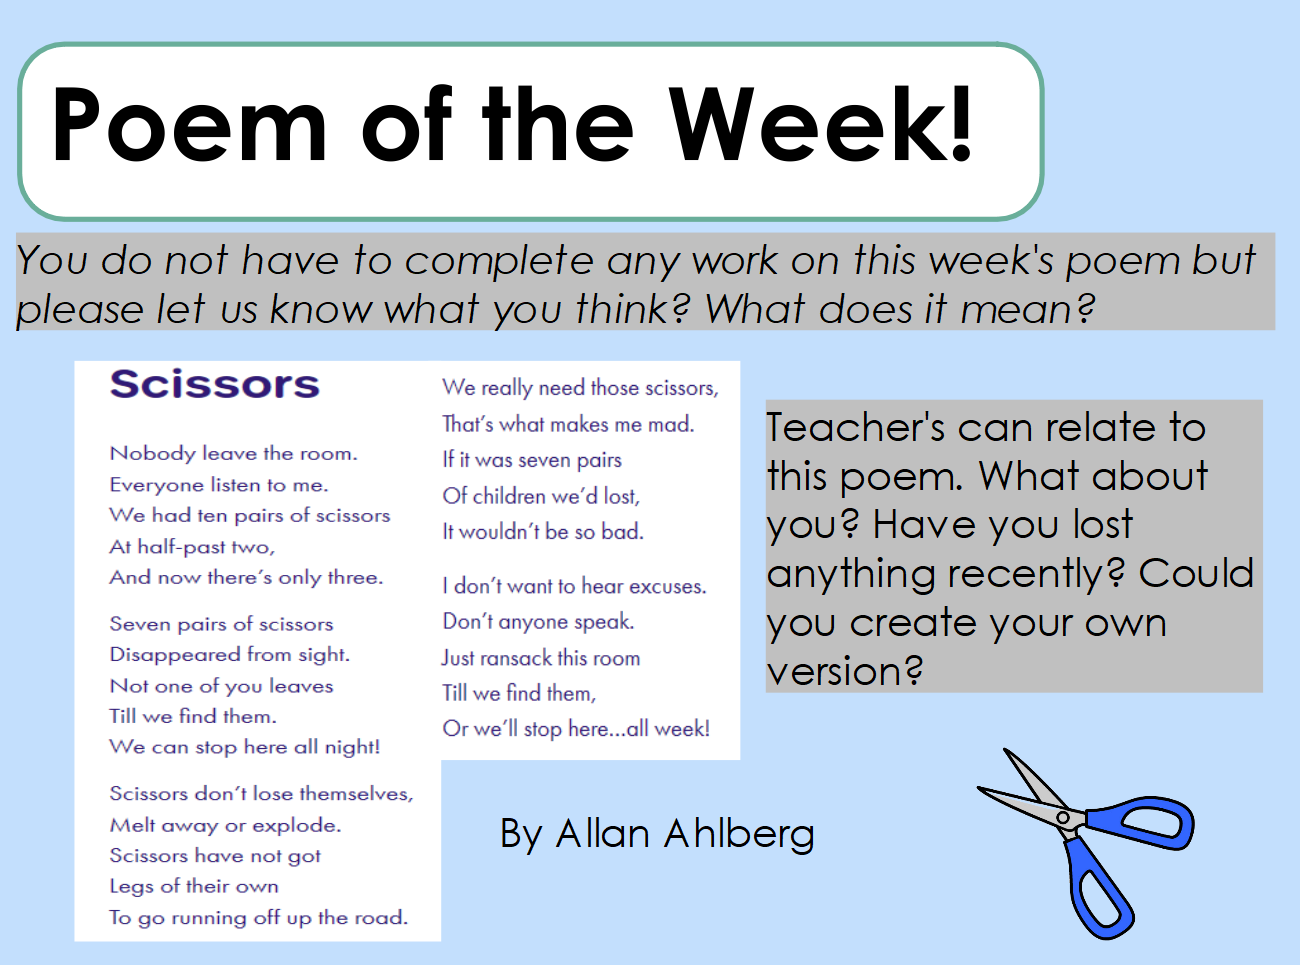 Poem of the Week!
You do not have to complete any work on this week's poem but
please let us know what you think? What does it mean?
Scissors
Nobody leave the room.
Everyone listen to me.
We had ten pairs of scissors
At half-past two,
And now there's only three.
Seven pairs of scissors
Disappeared from sight.
Not one of you leaves
Till we find them.
We can stop here all night!
Scissors don't lose themselves,
Melt away or explode.
Scissors have not got
Legs of their own
To go running off up the road.
We really need those scissors,
That's what makes me mad.
If it was seven pairs
Of children we'd lost,
It wouldn't be so bad.
I don't want to hear excuses.
Don't anyone speak.
Just ransack this room
Till we find them,
Or we'll stop here...all week!
Teacher's can relate to
this poem. What about
you? Have you lost
anything recently? Could
you create your own
version?
By Allan Ahlberg